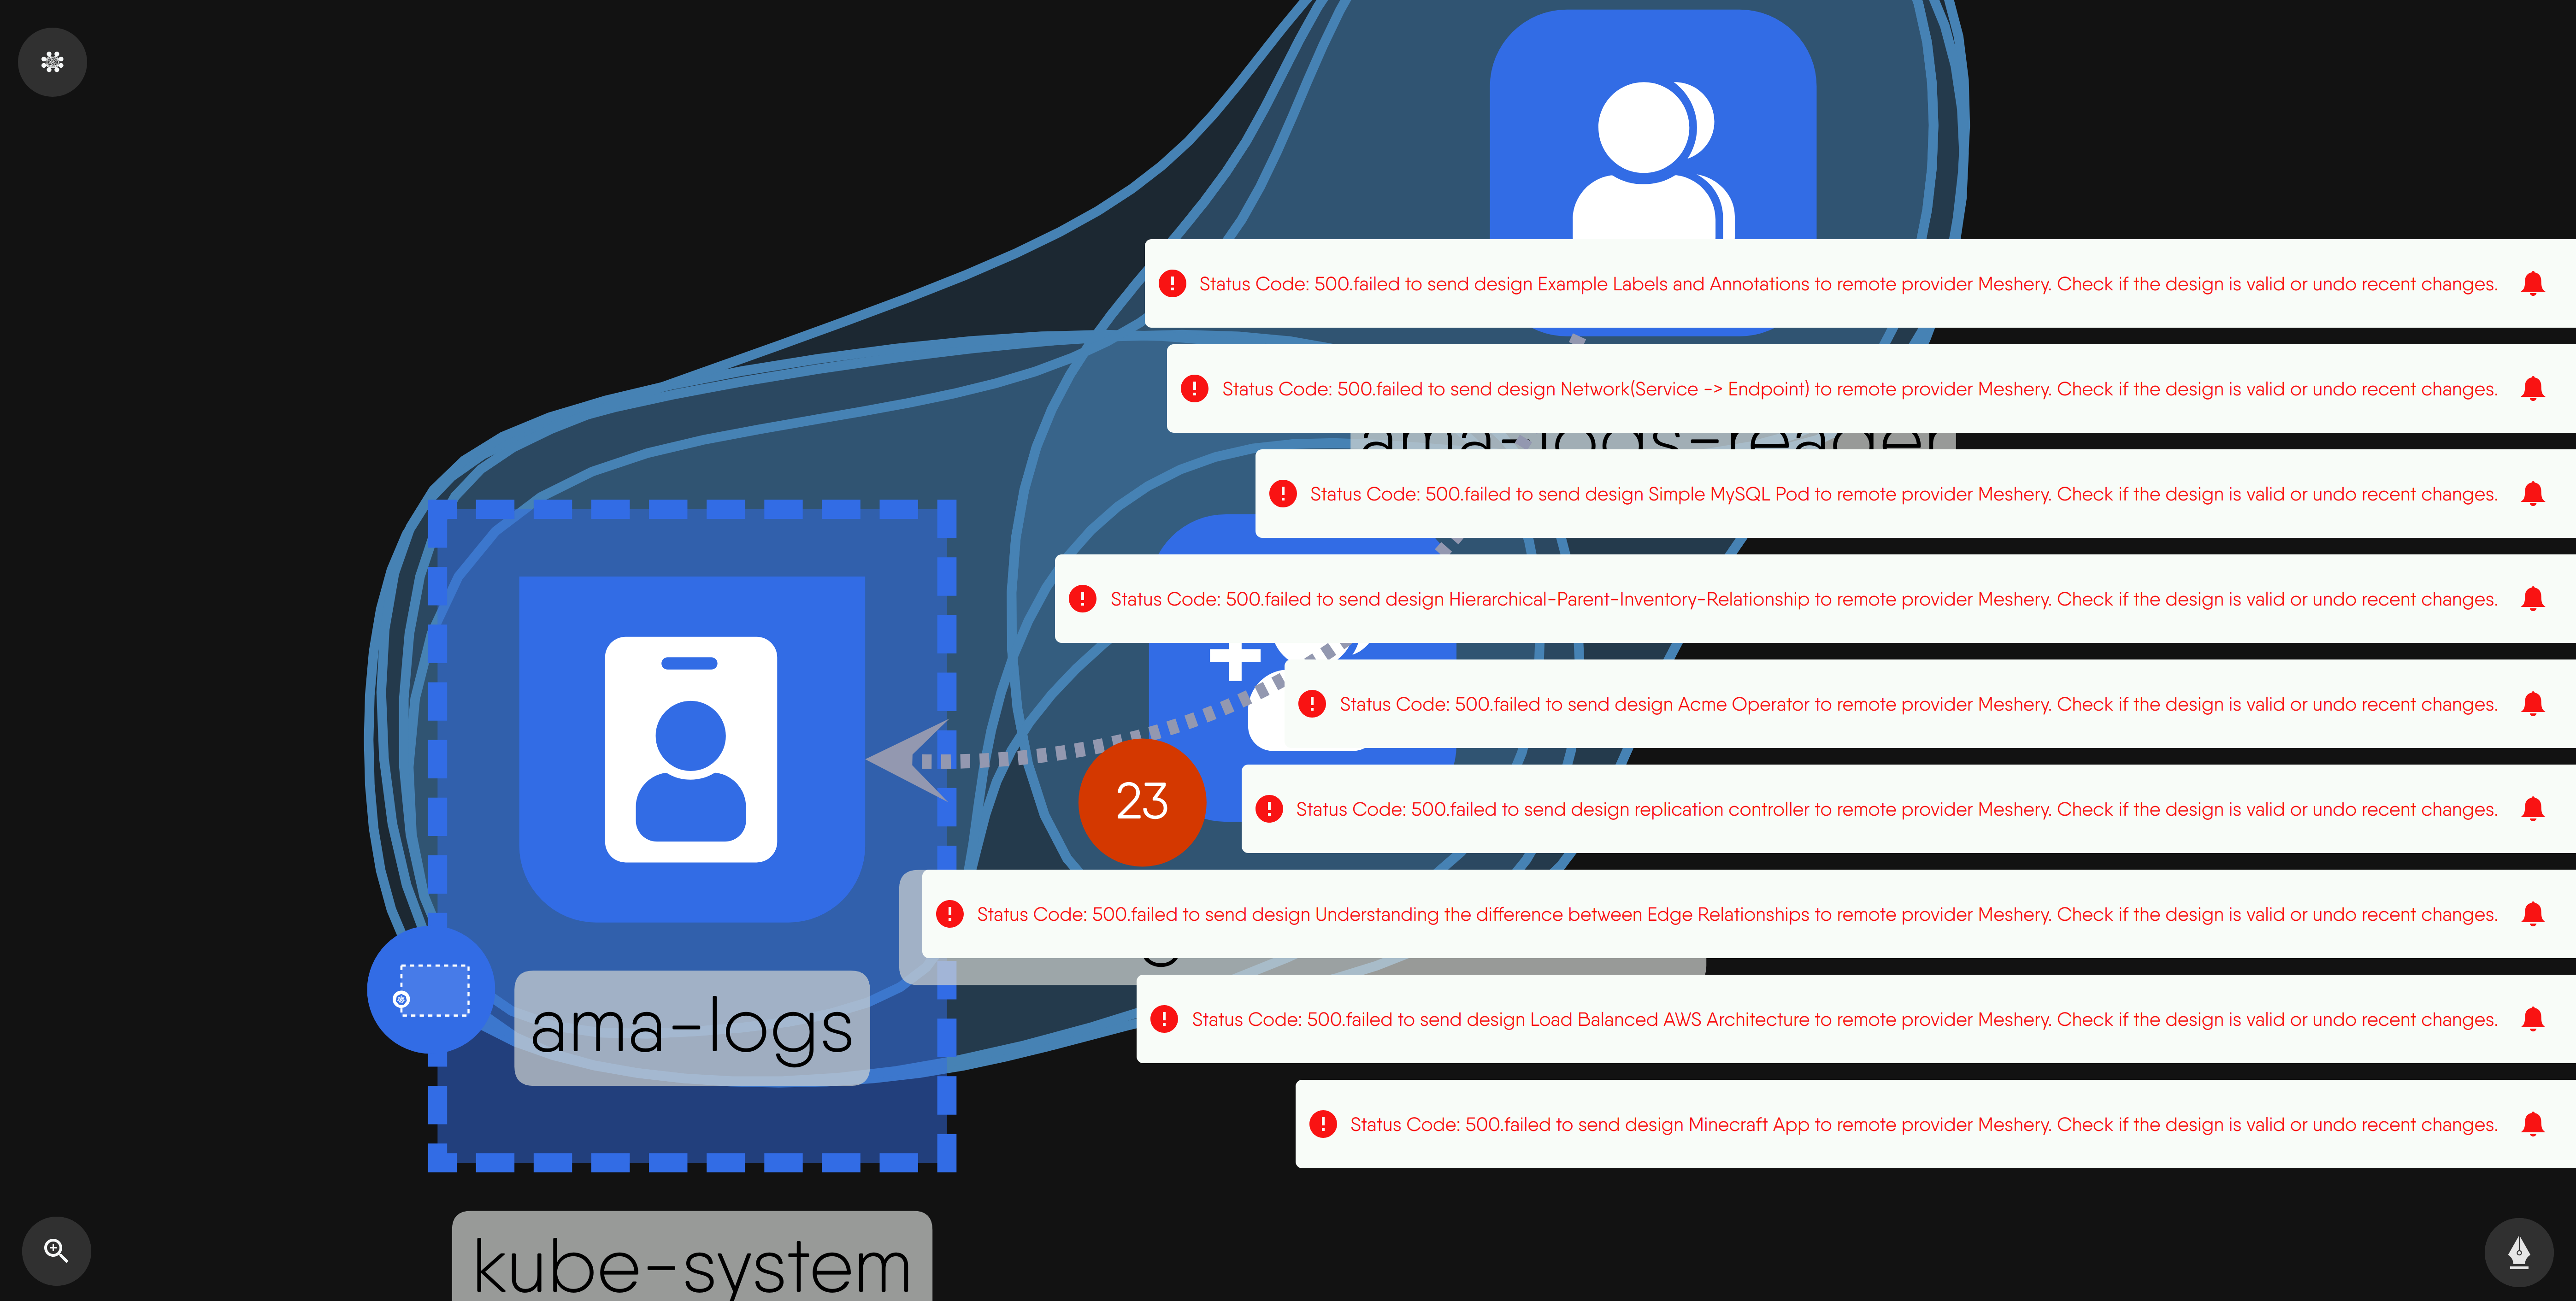 Status Code: 500.failed to send design Example Labels and Annotations to remote provider Meshery. Check if the design is valid or undo recent changes.
Status Code: 500.failed to send design Network(Service -> Endpoint) to remote provider Meshery. Check if the design is valid or undo recent changes.
ama-logs-reader
Status Code: 500.failed to send design Simple MySQL Pod to remote provider Meshery. Check if the design is valid or undo recent changes.
Status Code: 500.failed to send design Hierarchical-Parent-Inventory-Relationship to remote provider Meshery. Check if the design is valid or undo recent changes.
Status Code: 500.failed to send design Acme Operator to remote provider Meshery. Check if the design is valid or undo recent changes.
23
Status Code: 500.failed to send design replication controller to remote provider Meshery. Check if the design is valid or undo recent changes.
Status Code: 500.failed to send design Understanding the difference between Edge Relationships to remote provider Meshery. Check if the design is valid or undo recent changes.
ama-logs
Status Code: 500.failed to send design Load Balanced AWS Architecture to remote provider Meshery. Check if the design is valid or undo recent changes.
Status Code: 500.failed to send design Minecraft App to remote provider Meshery. Check if the design is valid or undo recent changes.
kube-system